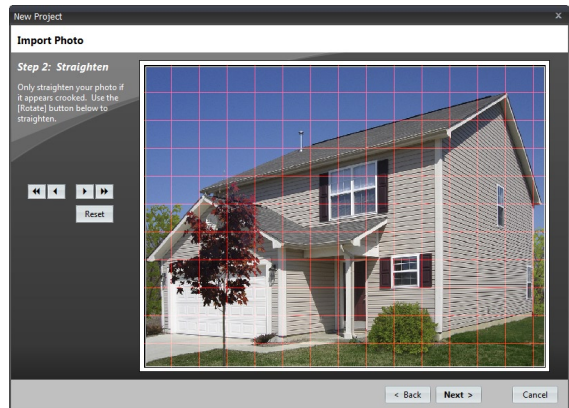 New Project
x
Import Photo
Step 2: Straighten
Only straighten your photo if
it appears crooked. Use the
[Rotate] button below to
straighten.
Reset
< Back
Next >
Cancel